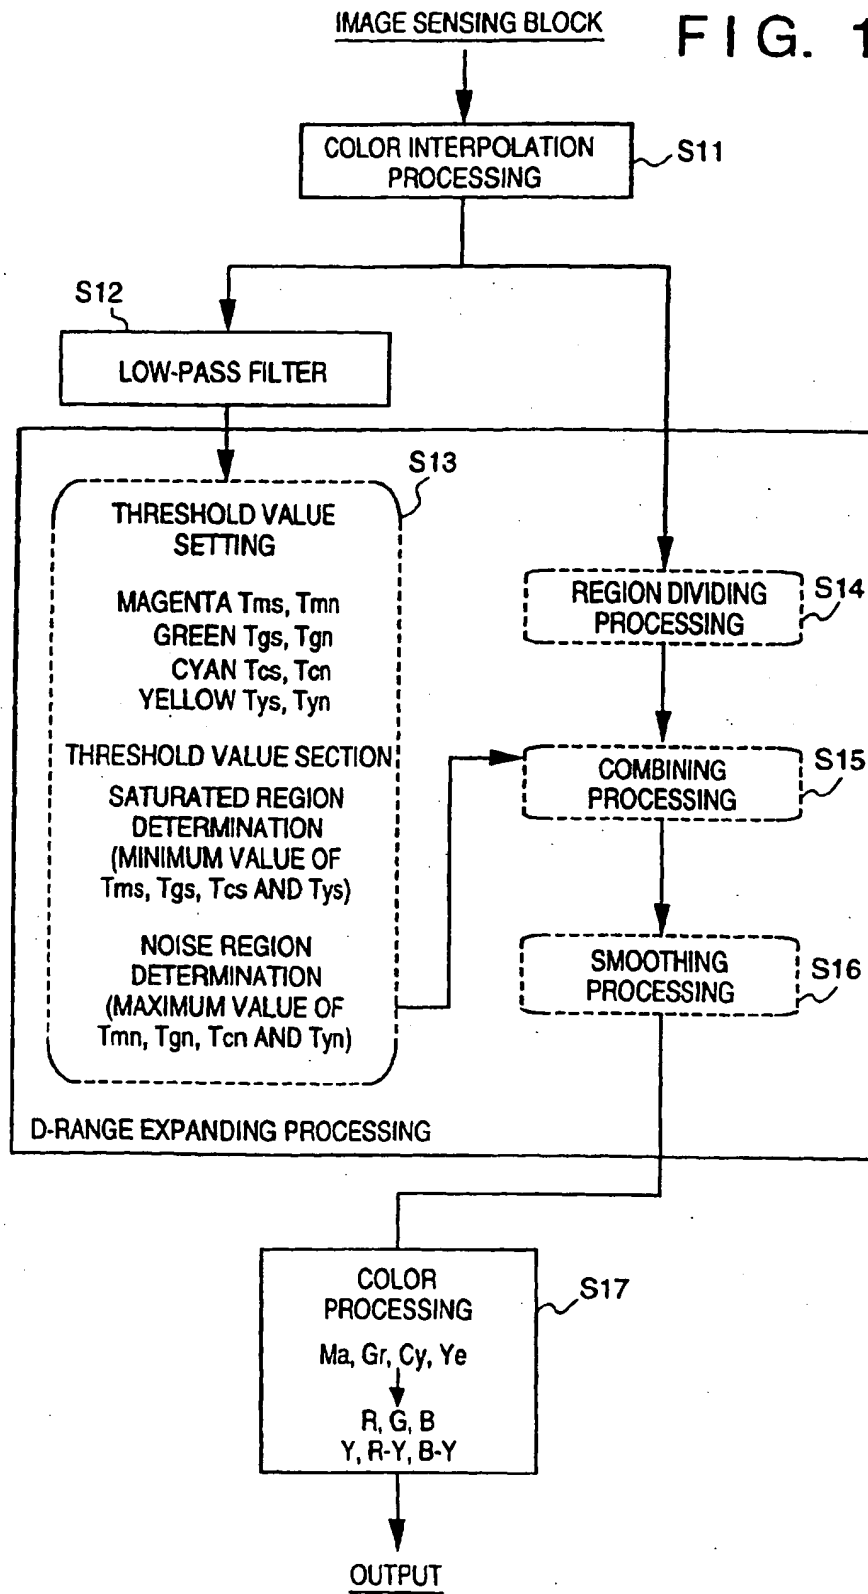 IMAGE SENSING BLOCK
FIG. 1
COLOR INTERPOLATION
PROCESSING
S11
S12
LOW-PASS FILTER
S13
THRESHOLD VALUE
SETTING
MAGENTA Tms, Tmn
GREEN Tgs, Tgn
CYAN Tcs, Tcn
YELLOW Tys, Tyn
THRESHOLD VALUE SECTION
SATURATED REGION
DETERMINATION
(MINIMUM VALUE OF
Tms, Tgs, Tcs AND Tys)
NOISE REGION
DETERMINATION
(MAXIMUM VALUE OF
Tmn, Tgn, Tcn AND Tyn)
REGION DIVIDING
PROCESSING
S14
COMBINING
PROCESSING
S15
SMOOTHING
PROCESSING
S16
D-RANGE EXPANDING PROCESSING
COLOR
PROCESSING
Ma, Gr, Cy, Ye
R, G, B
Y, R-Y, B-Y
S17
OUTPUT